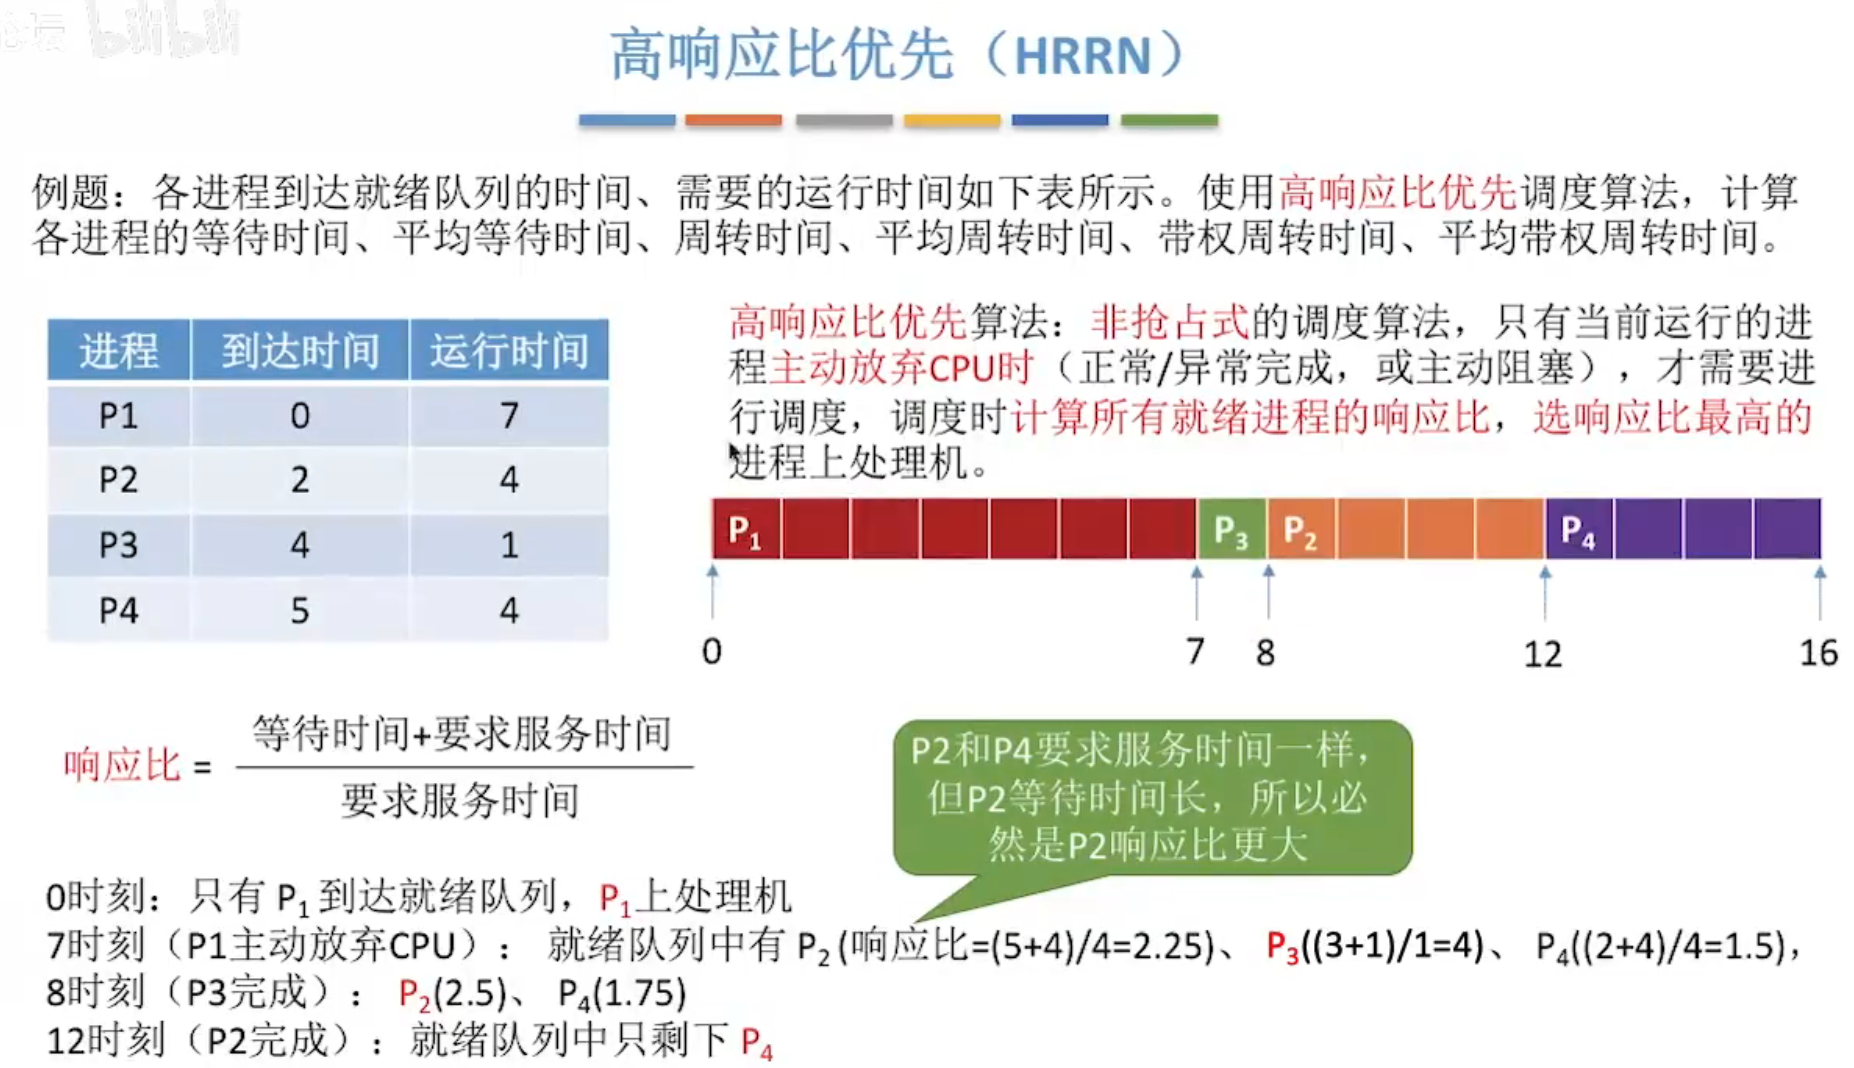 bilibili
高响应比优先（HRRN）
例题：各进程到达就绪队列的时间、需要的运行时间如下表所示。使用高响应比优先调度算法，计算
各进程的等待时间、平均等待时间、周转时间、平均周转时间、带权周转时间、平均带权周转时间。
进程 到达时间 运行时间
P1 0 7
P2 2 4
P3 4 1
P4 5 4
高响应比优先算法：非抢占式的调度算法，只有当前运行的进
程主动放弃CPU时（正常/异常完成，或主动阻塞），才需要进
行调度，调度时计算所有就绪进程的响应比，选响应比最高的
进程上处理机。
P₁ P₃ P₂ P₄
0 7 8 12 16
等待时间+要求服务时间
响应比 =
要求服务时间
P2和P4要求服务时间一样，
但P2等待时间长，所以必
然是P2响应比更大
0时刻：只有 P₁ 到达就绪队列，P₁上处理机
7时刻（P1主动放弃CPU）： 就绪队列中有 P₂ (响应比=(5+4)/4=2.25)、 P₃((3+1)/1=4)、 P₄((2+4)/4=1.5)，
8时刻（P3完成）： P₂(2.5)、 P₄(1.75)
12时刻（P2完成）：就绪队列中只剩下 P₄